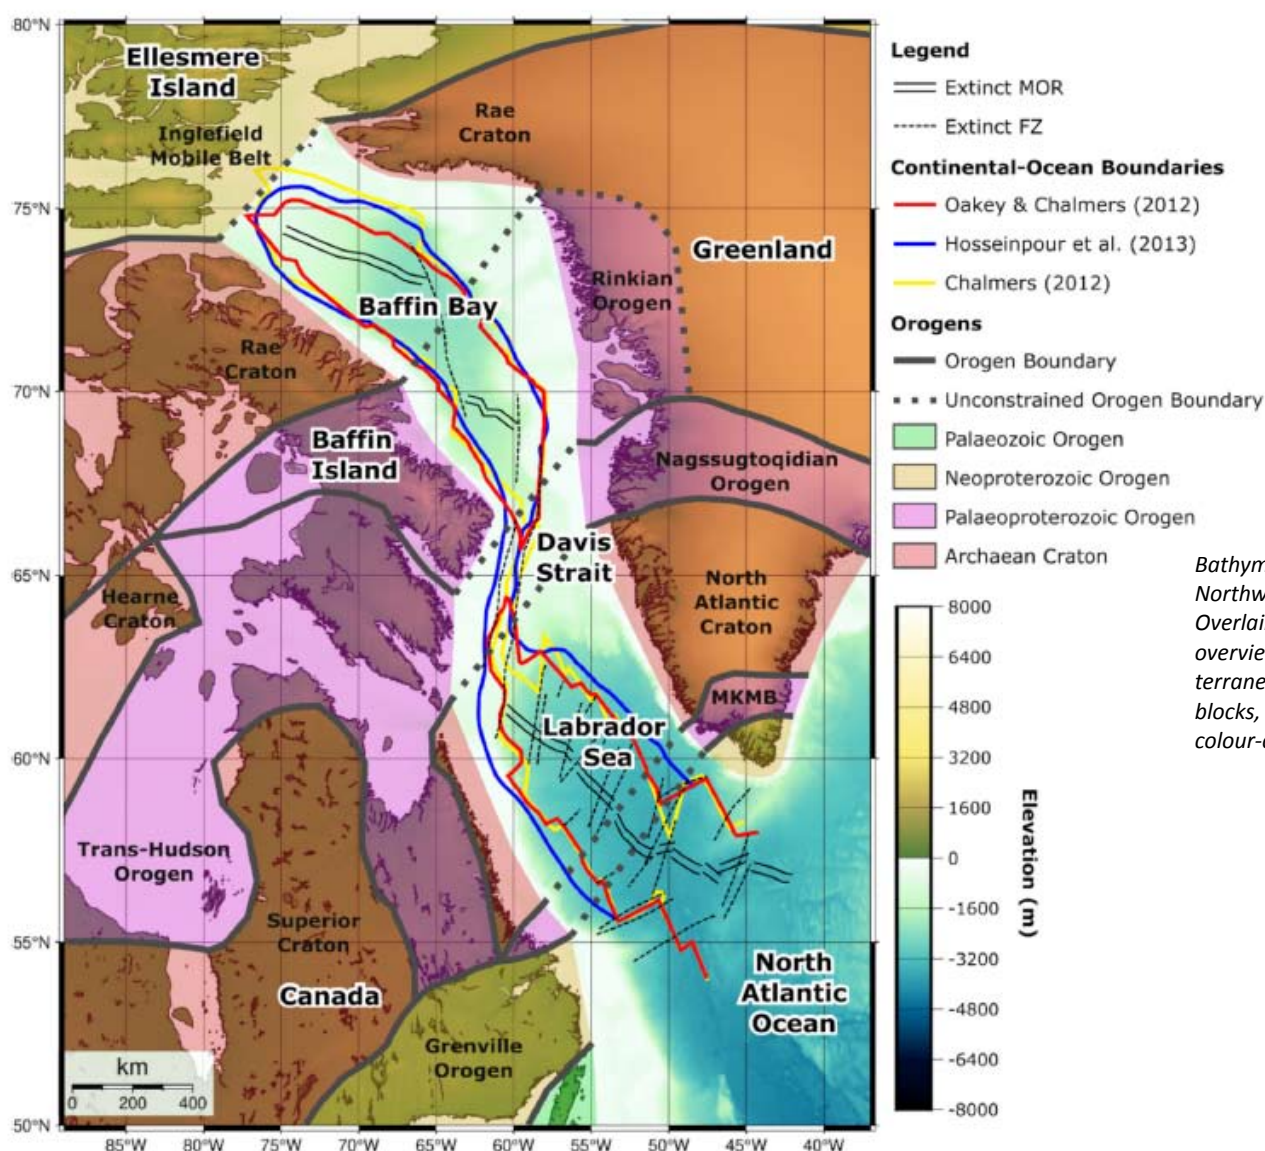 80°N
75°N
70°N
65°N
60°N
55°N
50°N
85°W
80°W
75°W
70°W
65°W
60°W
55°W
50°W
45°W
40°W
Ellesmere
Island
Inglefield
Mobile Belt
Rae
Craton
Greenland
Rinkian
Orogen
Baffin Bay
Rae
Craton
Baffin
Island
Nagssugtoqidian
Orogen
Davis
Strait
Hearne
Craton
North
Atlantic
Craton
MKMB
Labrador
Sea
Trans-Hudson
Orogen
Superior
Craton
Canada
North
Atlantic
Ocean
Grenville
Orogen
km
0 200 400
Legend
Extinct MOR
Extinct FZ
Continental-Ocean Boundaries
Oakey & Chalmers (2012)
Hosseinpour et al. (2013)
Chalmers (2012)
Orogens
Orogen Boundary
Unconstrained Orogen Boundary
Palaeozoic Orogen
Neoproterozoic Orogen
Palaeoproterozoic Orogen
Archaean Craton
8000
6400
4800
3200
1600
0
-1600
-3200
-4800
-6400
-8000
Elevation (m)
Bathym
Northw
Overlai
overvie
terrane
blocks,
colour-